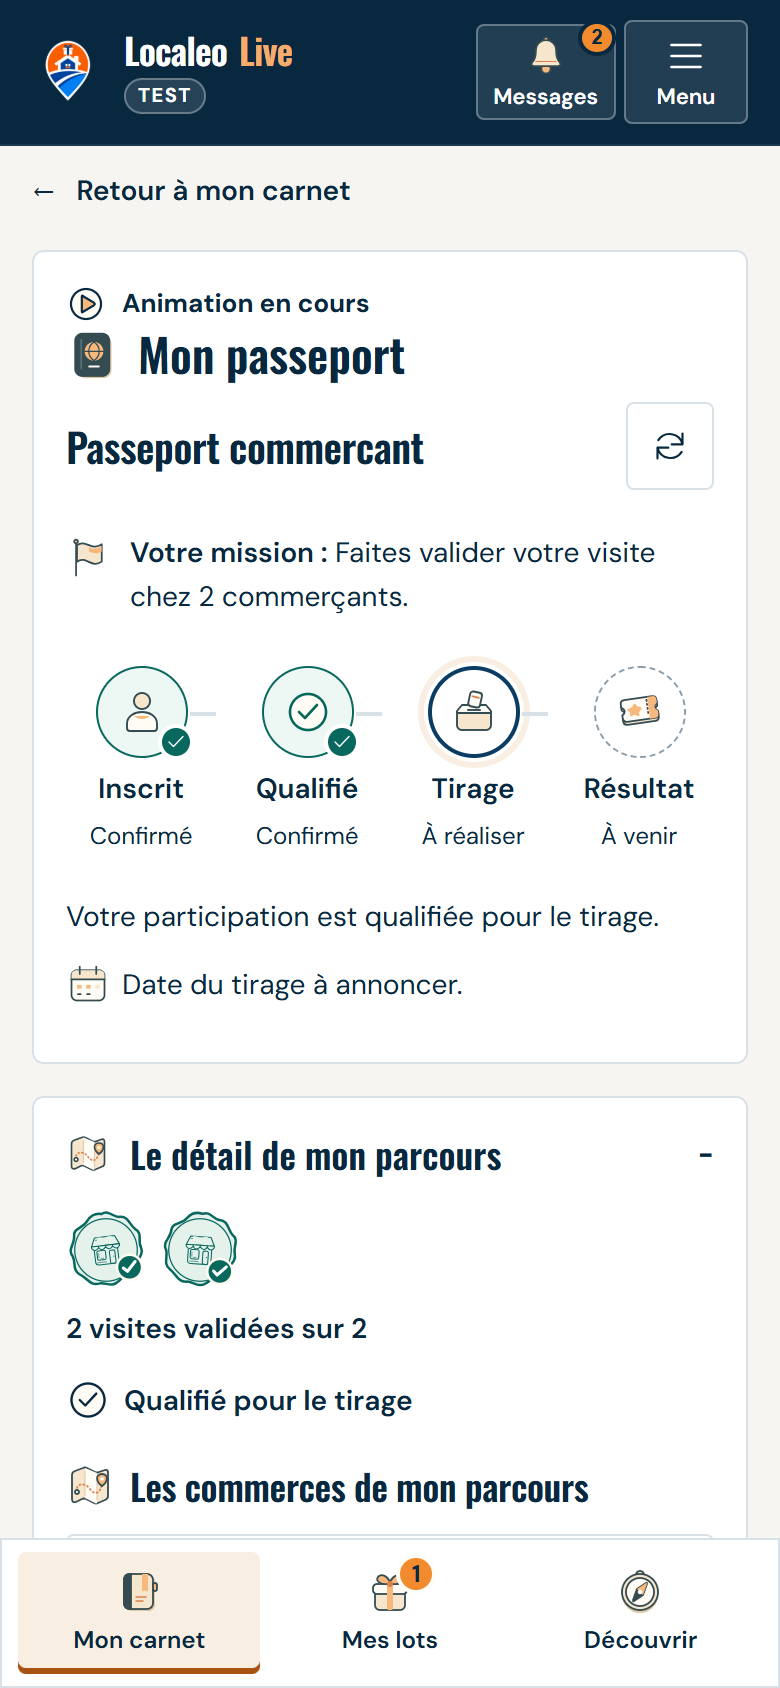 Localeo Live
TEST
2
Messages
Menu
← Retour à mon carnet
Animation en cours
Mon passeport
Passeport commercant
Votre mission : Faites valider votre visite
chez 2 commerçants.
Inscrit
Qualifié
Tirage
Résultat
Confirmé
Confirmé
À réaliser
À venir
Votre participation est qualifiée pour le tirage.
Date du tirage à annoncer.
Le détail de mon parcours -
2 visites validées sur 2
Qualifié pour le tirage
Les commerces de mon parcours
1
Mon carnet
Mes lots
Découvrir